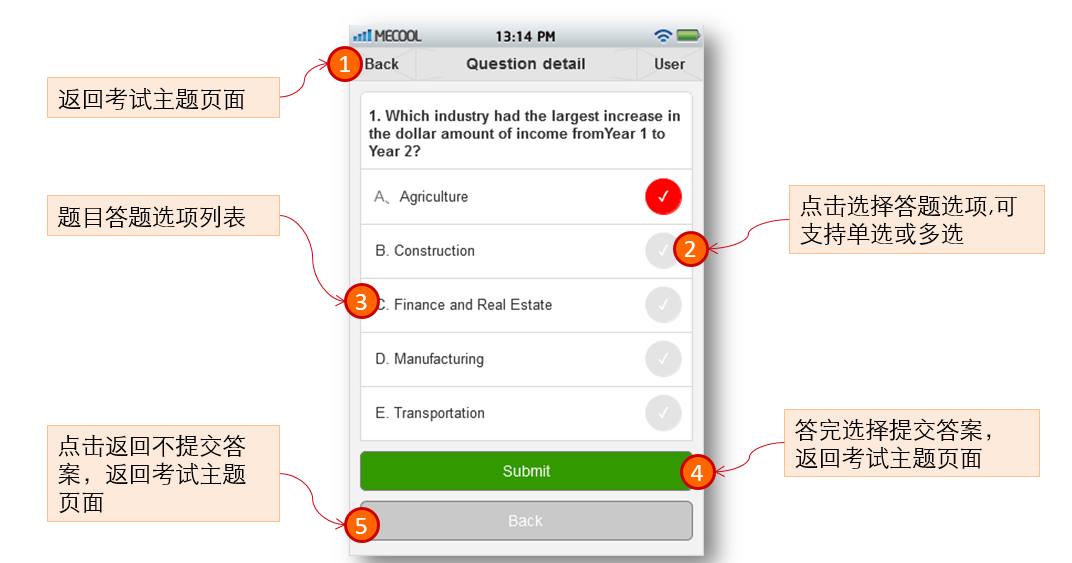 MECOOL 13:14 PM
Back Question detail User
1
返回考试主题页面
1. Which industry had the largest increase in
the dollar amount of income fromYear 1 to
Year 2?
A、 Agriculture
题目答题选项列表
点击选择答题选项,可
支持单选或多选
B. Construction
2
3
C. Finance and Real Estate
D. Manufacturing
E. Transportation
答完选择提交答案，
返回考试主题页面
点击返回不提交答
案，返回考试主题
页面
Submit
4
5
Back